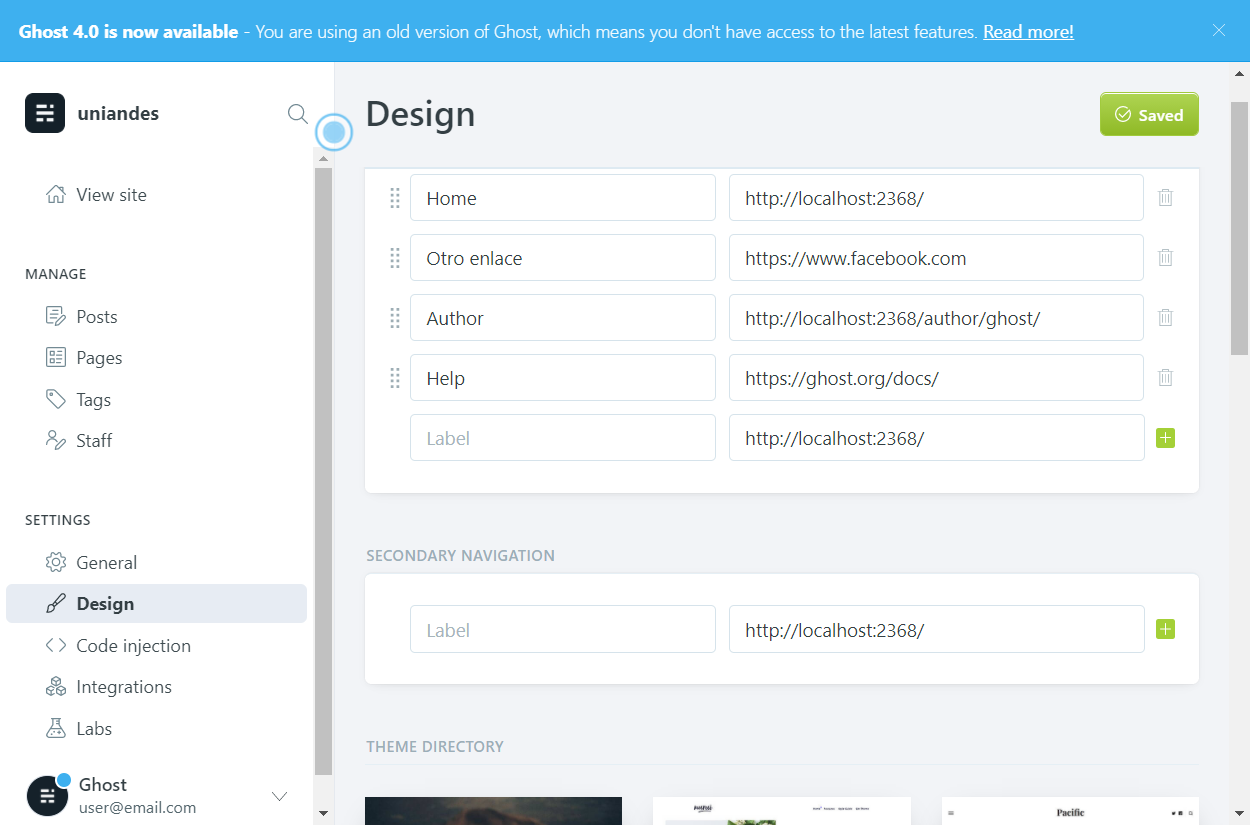 Ghost 4.0 is now available - You are using an old version of Ghost, which means you don't have access to the latest features. Read more!
uniandes
View site
MANAGE
Posts
Pages
Tags
Staff
SETTINGS
General
Design
Code injection
Integrations
Labs
Ghost
user@email.com
Design
Saved
Home http://localhost:2368/
Otro enlace https://www.facebook.com
Author http://localhost:2368/author/ghost/
Help https://ghost.org/docs/
Label http://localhost:2368/
SECONDARY NAVIGATION
Label http://localhost:2368/
THEME DIRECTORY
Pacific